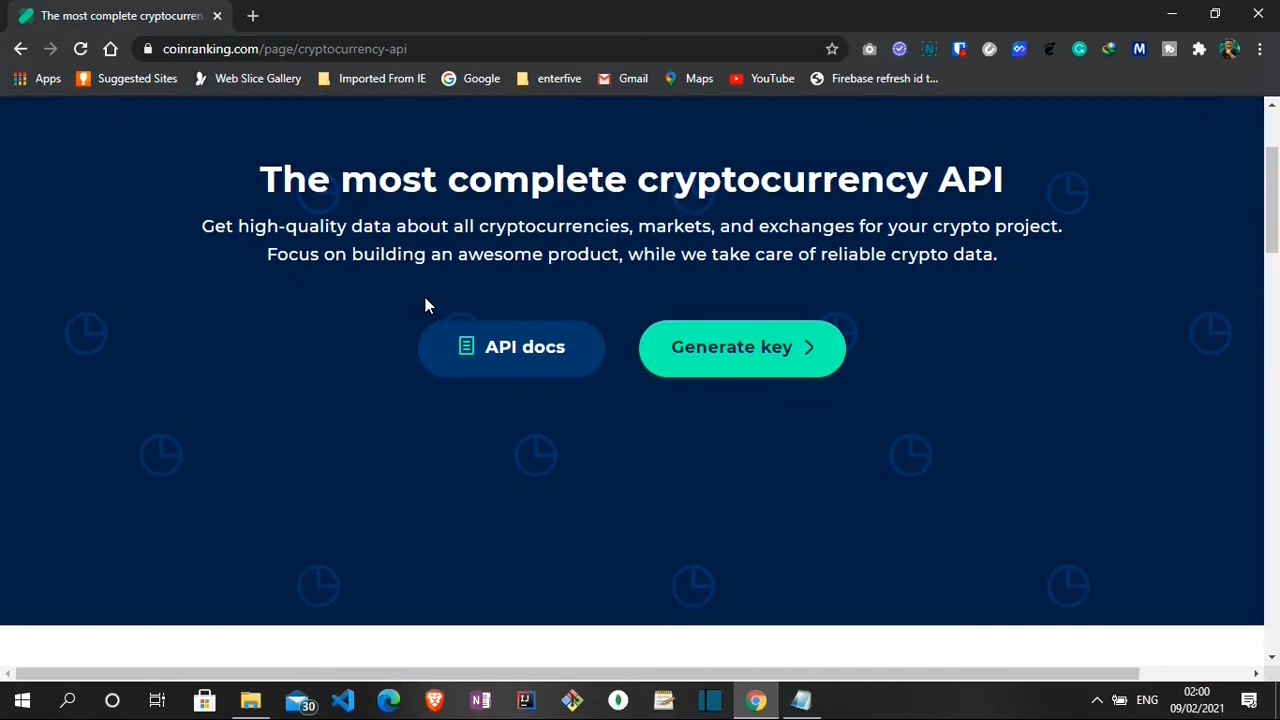 The most complete cryptocurren
coinranking.com/page/cryptocurrency-api
Apps Suggested Sites Web Slice Gallery Imported From IE Google enterfive Gmail Maps YouTube Firebase refresh id t...
The most complete cryptocurrency API
Get high-quality data about all cryptocurrencies, markets, and exchanges for your crypto project.
Focus on building an awesome product, while we take care of reliable crypto data.
API docs Generate key
30 ENG 02:00
09/02/2021